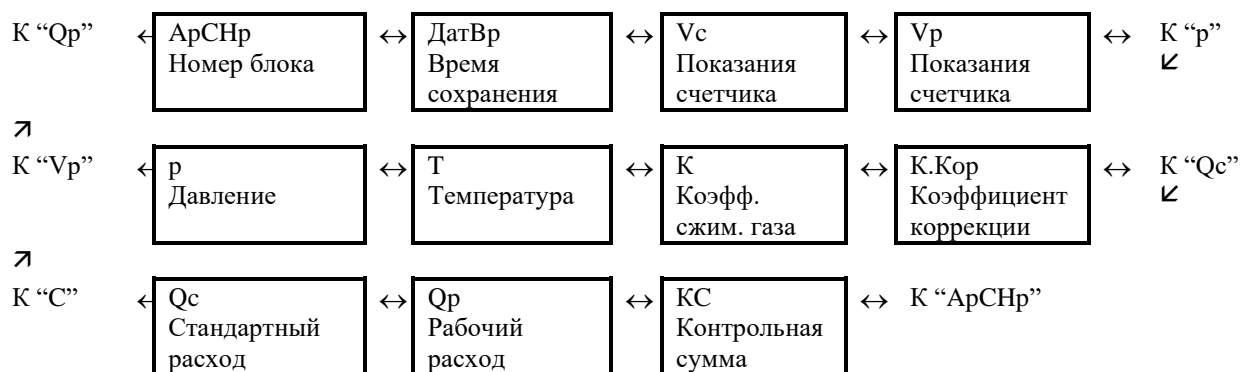 К “Qр” ← АрСНр ↔ ДатВр ↔ Vс ↔ Vр ↔ К “р”
Номер блока Время Показания Показания ↙
сохранения счетчика счетчика
↗
К “Vр” ← р ↔ Т ↔ К ↔ К.Кор ↔ К “Qс”
Давление Температура Коэфф. Коэффициент ↙
сжим. газа коррекции
↗
К “С” ← Qс ↔ Qр ↔ КС ↔ К “АрСНр”
Стандартный Рабочий Контрольная
расход расход сумма